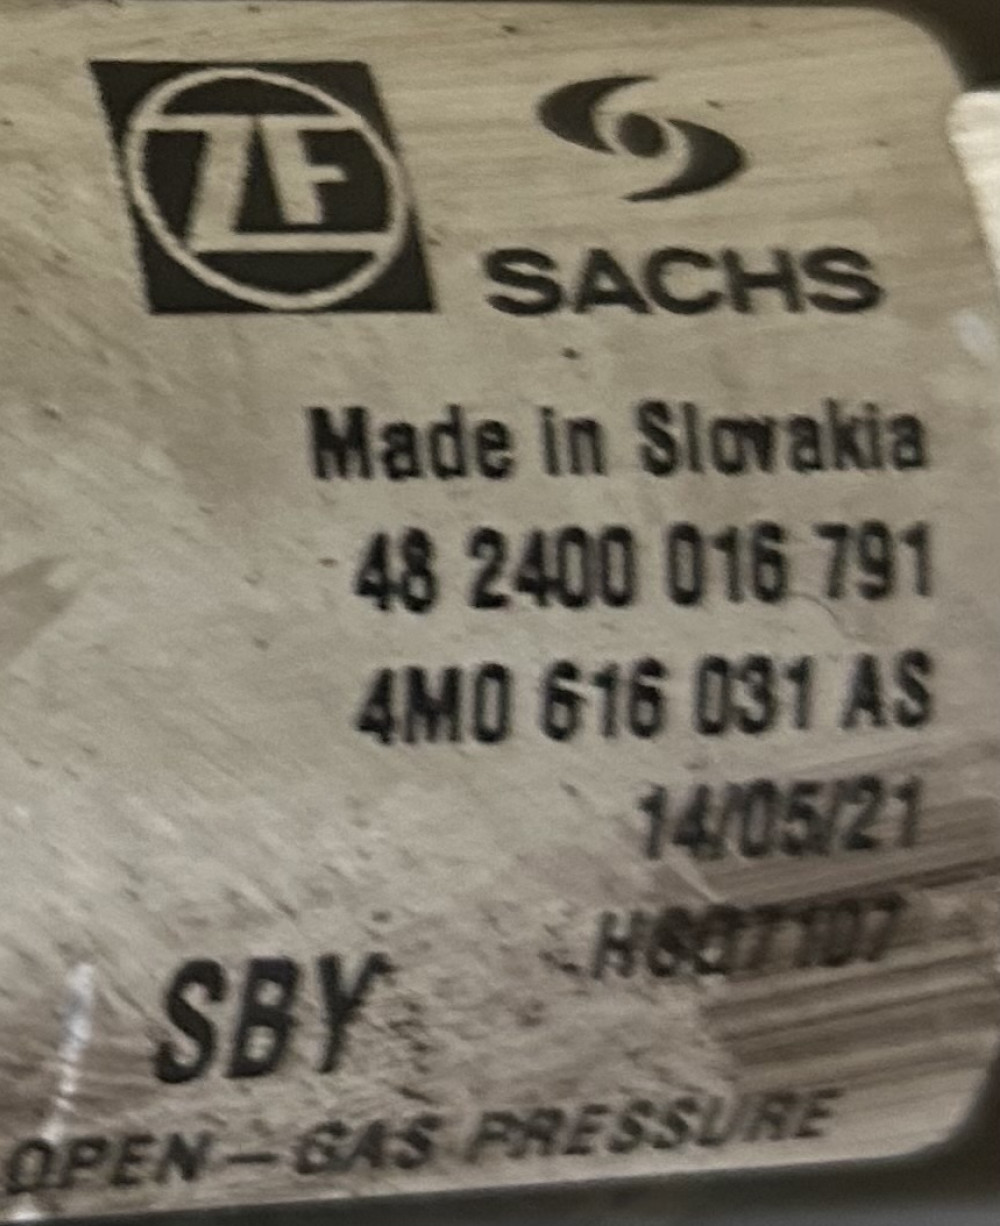 ZF
SACHS
Made in Slovakia
48 2400 016 791
4M0 616 031 AS
14/05/21
SBY
OPEN-GAS PRESSURE